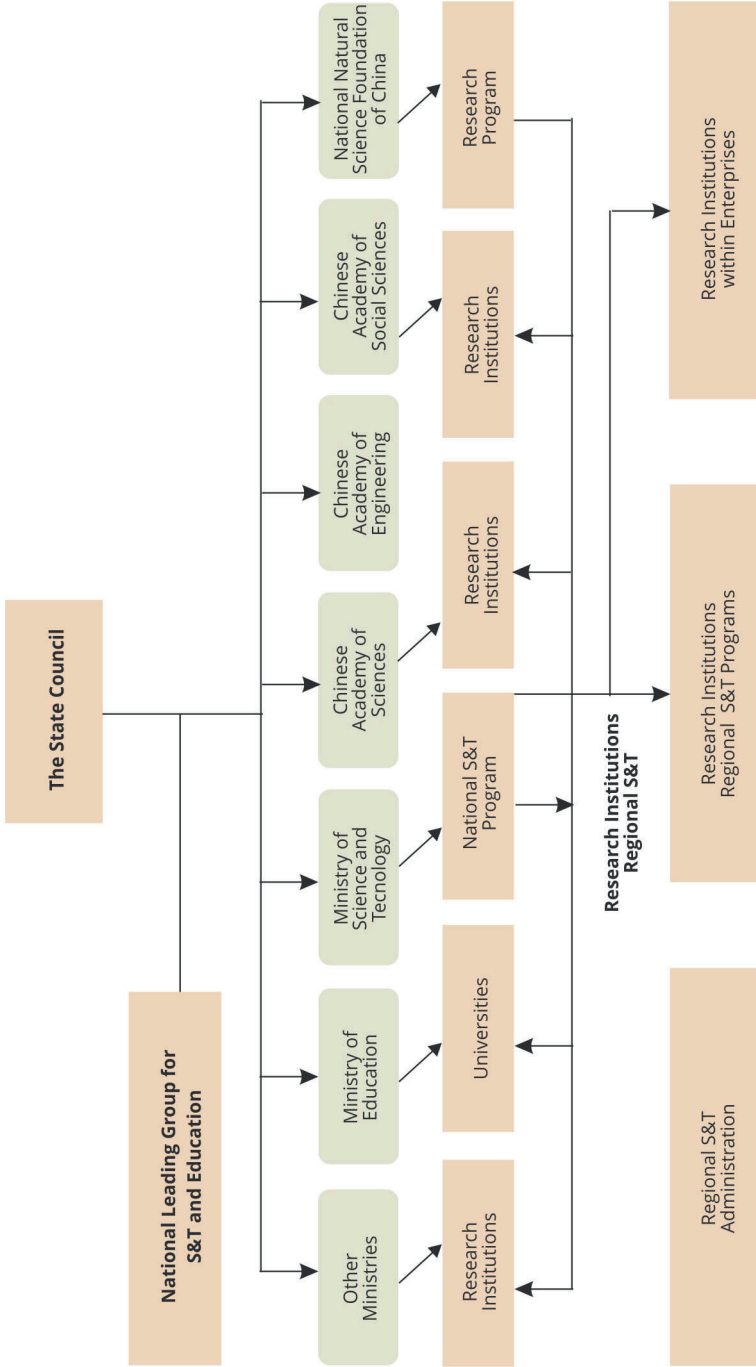 The State Council
National Leading Group for
S&T and Education
Other
Ministries
Ministry of
Education
Ministry of
Science and
Tecnology
Chinese
Academy of
Sciences
Chinese
Academy of
Engineering
Chinese
Academy of
Social Sciences
National Natural
Science Foundation
of China
Research
Institutions
Universities
National S&T
Program
Research
Institutions
Research
Institutions
Research
Program
Research Institutions
Regional S&T
Regional S&T
Administration
Research Institutions
Regional S&T Programs
Research Institutions
within Enterprises